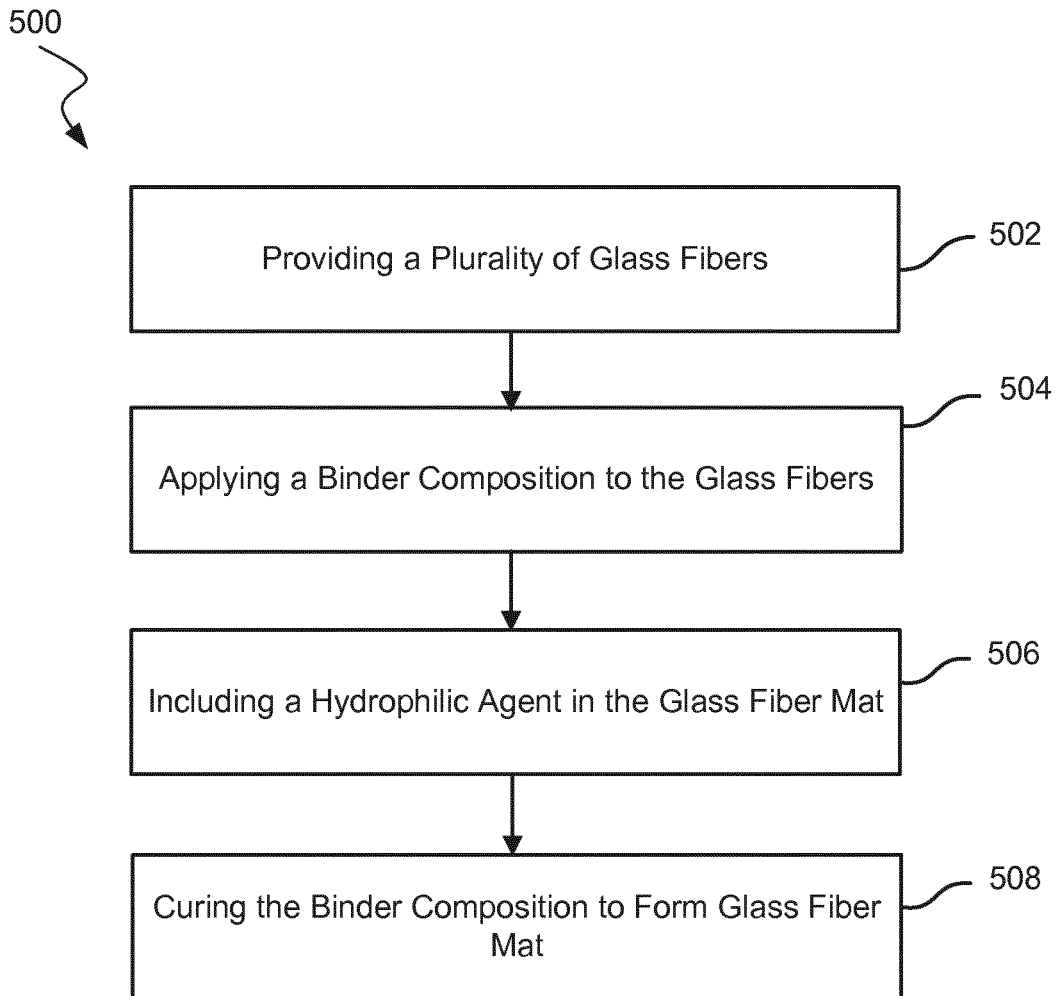 500
Providing a Plurality of Glass Fibers
502
504
Applying a Binder Composition to the Glass Fibers
506
Including a Hydrophilic Agent in the Glass Fiber Mat
508
Curing the Binder Composition to Form Glass Fiber
Mat